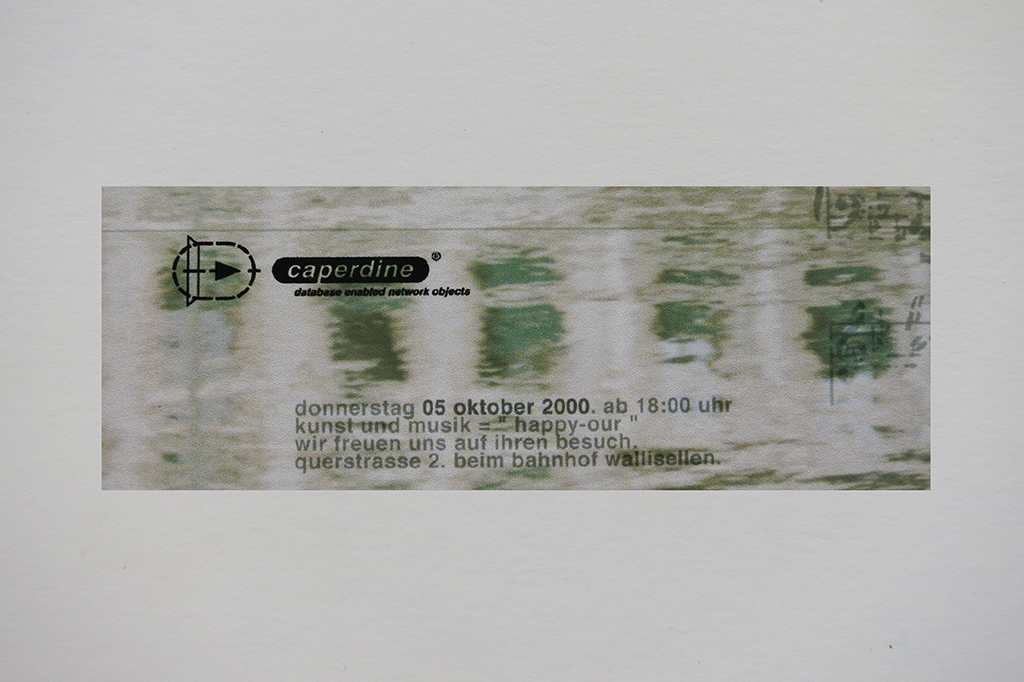 caperdine ®
database enabled network objects
donnerstag 05 oktober 2000. ab 18:00 uhr
kunst und musik = " happy-our "
wir freuen uns auf ihren besuch.
querstrasse 2. beim bahnhof wallisellen.